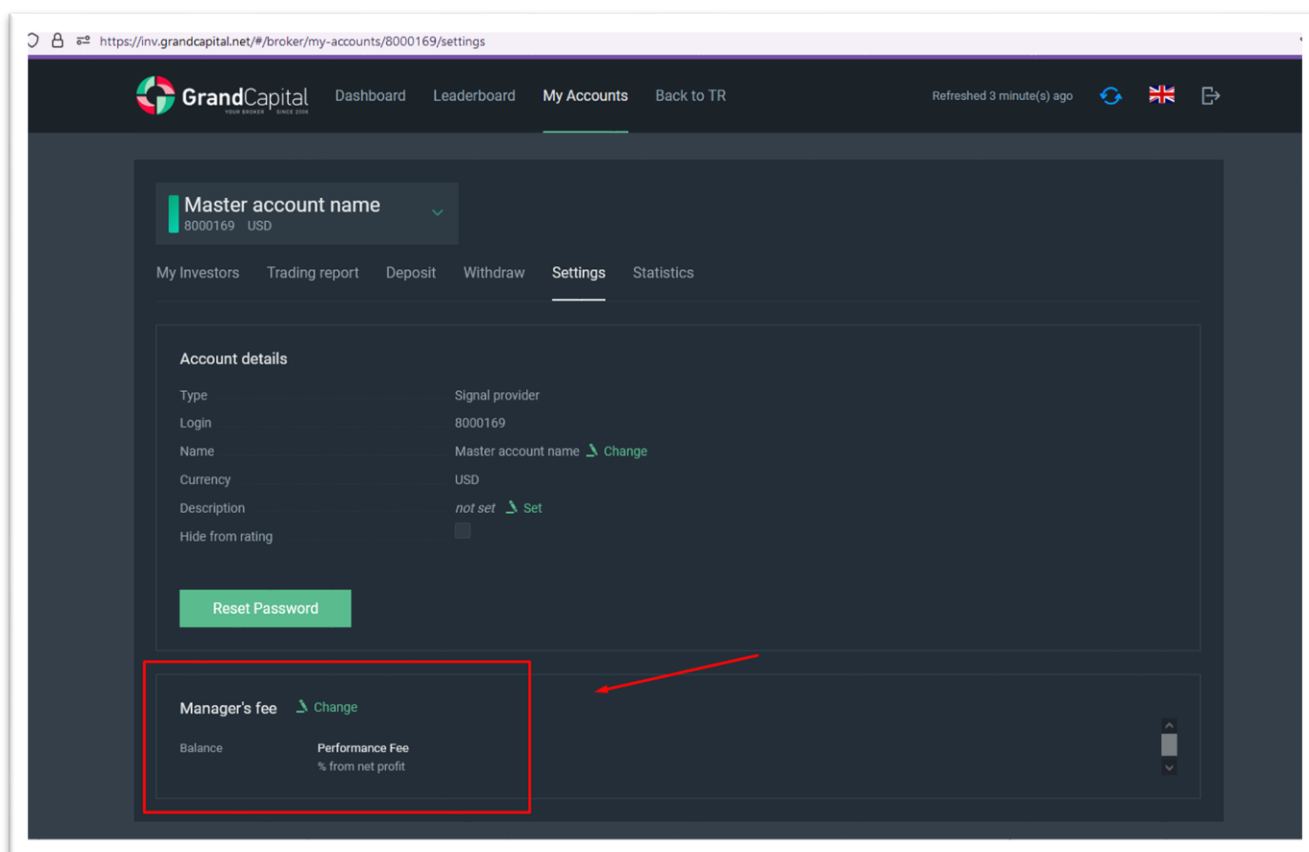 https://inv.grandcapital.net/#/broker/my-accounts/8000169/settings
GrandCapital Dashboard Leaderboard My Accounts Back to TR Refreshed 3 minute(s) ago
YOUR BROKER SINCE 2006
Master account name
8000169 USD
My Investors Trading report Deposit Withdraw Settings Statistics
Account details
Type Signal provider
Login 8000169
Name Master account name Change
Currency USD
Description not set Set
Hide from rating
Reset Password
Manager's fee Change
Balance Performance Fee
% from net profit